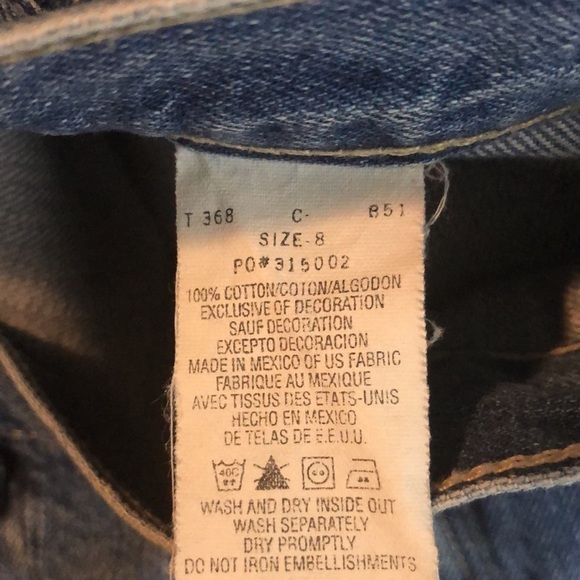 T 368 C- 851
SIZE-8
PO#315002
100% COTTON/COTON/ALGODON
EXCLUSIVE OF DECORATION
SAUF DECORATION
EXCEPTO DECORACION
MADE IN MEXICO OF US FABRIC
FABRIQUE AU MEXIQUE
AVEC TISSUS DES ETATS-UNIS
HECHO EN MEXICO
DE TELAS DE E.E.U.U.
40C
WASH AND DRY INSIDE OUT
WASH SEPARATELY
DRY PROMPTLY
DO NOT IRON EMBELLISHMENTS